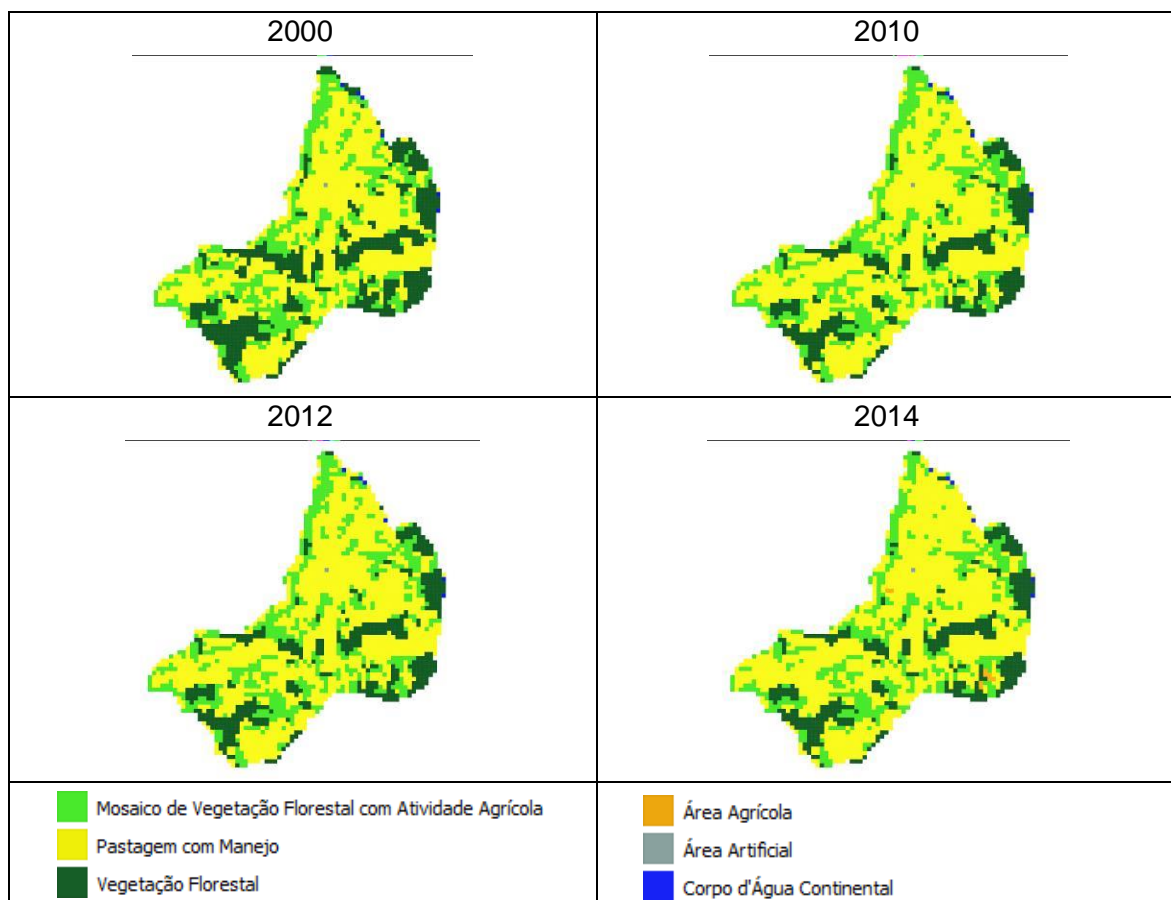 2000
2010
2012
2014
Mosaico de Vegetação Florestal com Atividade Agrícola
Pastagem com Manejo
Vegetação Florestal
Área Agrícola
Área Artificial
Corpo d'Água Continental